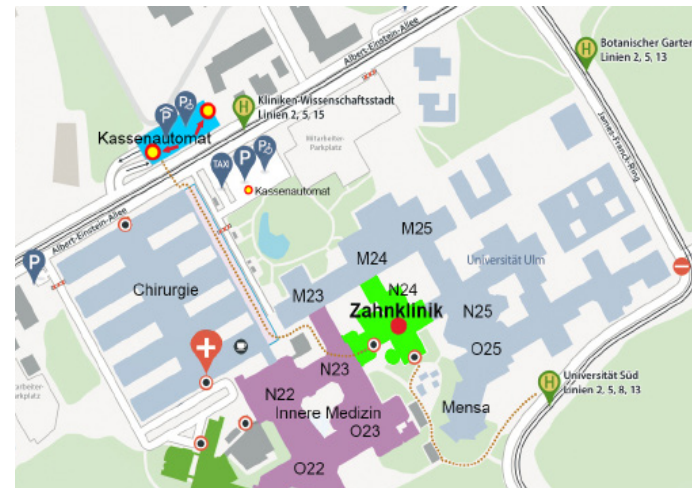 Botanischer Garten
Linien 2, 5, 13
Albert-Einstein-Allee
H
H
Kliniken-Wissenschaftsstadt
Linien 2, 5, 15
P
P
Kassenautomat
Mitarbeiter-
Parkplatz
James-Franck-Ring
TAXI
P
P
Kassenautomat
Albert-Einstein-Allee
P
M25
M24
Universität Ulm
Chirurgie
M23
N24
Zahnklinik
N25
O25
N23
Universität Süd
Linien 2, 5, 8, 13
H
N22
Innere Medizin
Mensa
O23
O22
Parkplatz